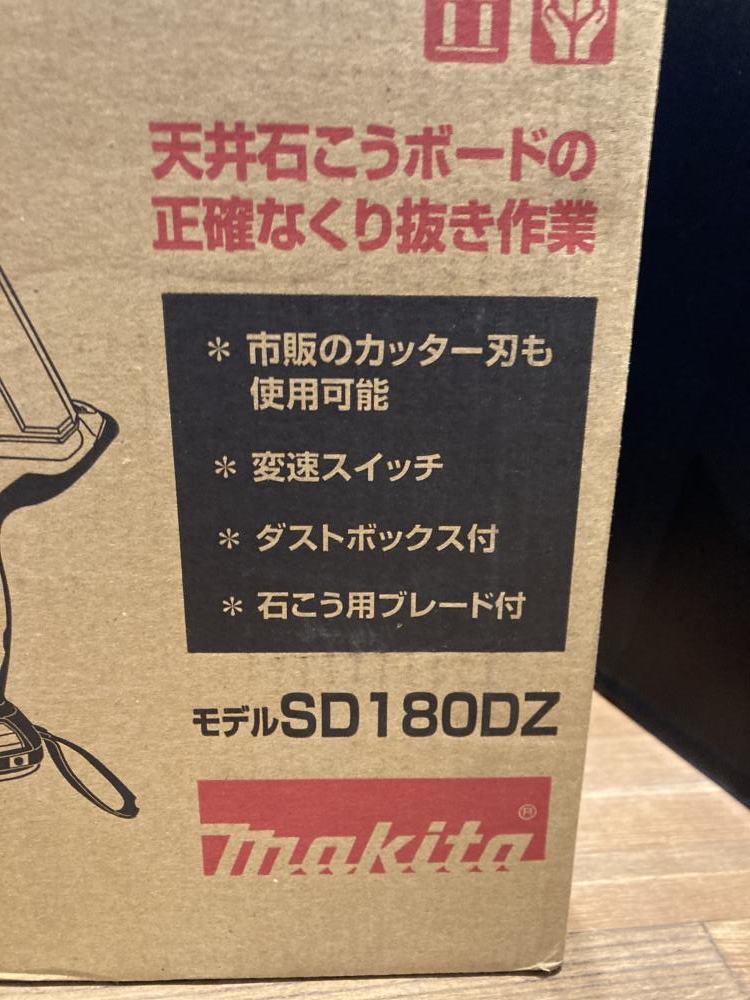 天井石こうボードの
正確なくり抜き作業
* 市販のカッター刃も
使用可能
* 変速スイッチ
* ダストボックス付
* 石こう用ブレード付
モデルSD180DZ
makita®